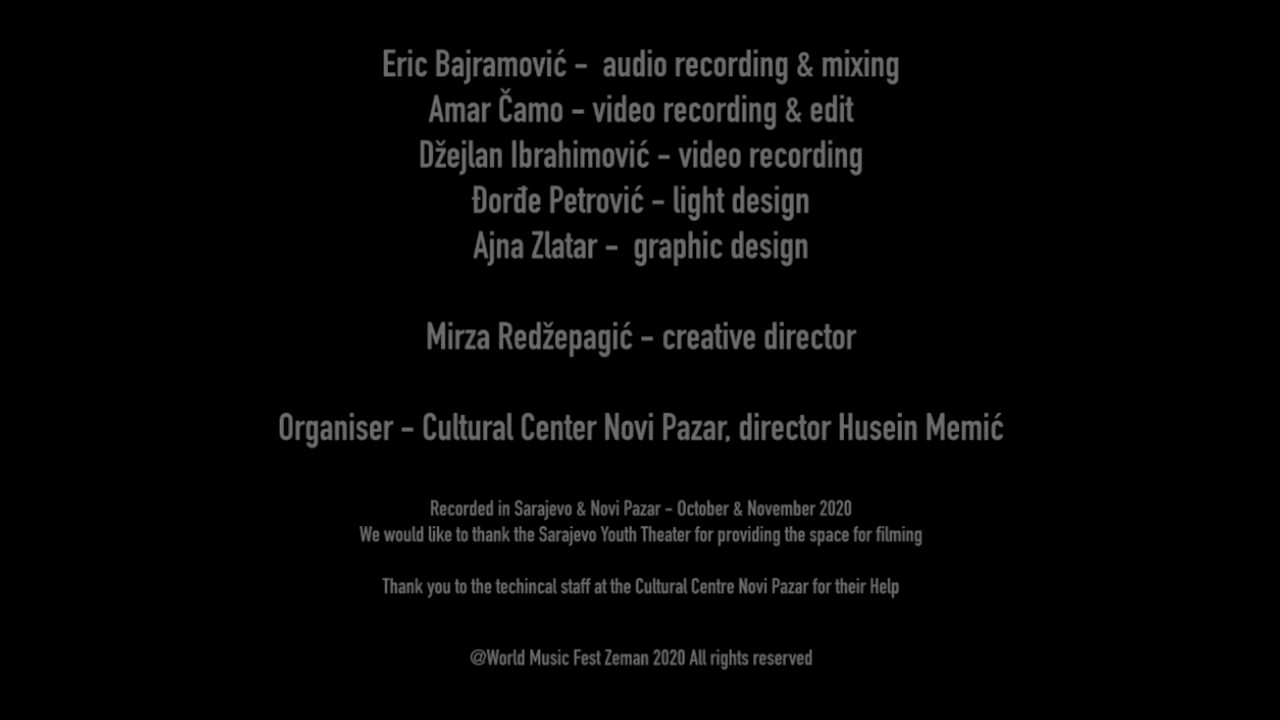 Eric Bajramović -  audio recording & mixing
Amar Čamo - video recording & edit
Džejlan Ibrahimović - video recording
Đorđe Petrović - light design
Ajna Zlatar -  graphic design
Mirza Redžepagić - creative director
Organiser - Cultural Center Novi Pazar, director Husein Memić
Recorded in Sarajevo & Novi Pazar - October & November 2020
We would like to thank the Sarajevo Youth Theater for providing the space for filming
Thank you to the techincal staff at the Cultural Centre Novi Pazar for their Help
@World Music Fest Zeman 2020 All rights reserved